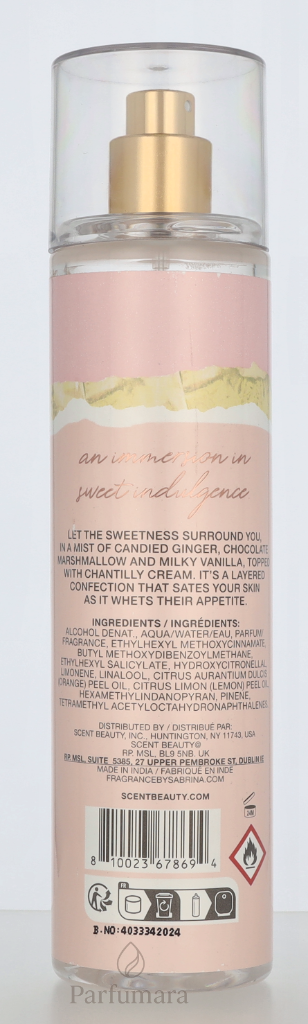 an immersion in
sweet indulgence
LET THE SWEETNESS SURROUND YOU,
IN A MIST OF CANDIED GINGER, CHOCOLATE
MARSHMALLOW AND MILKY VANILLA, TOPPED
WITH CHANTILLY CREAM. IT'S A LAYERED
CONFECTION THAT SATES YOUR SKIN
AS IT WHETS THEIR APPETITE.
INGREDIENTS / INGRÉDIENTS:
ALCOHOL DENAT., AQUA/WATER/EAU, PARFUM/
FRAGRANCE, ETHYLHEXYL METHOXYCINNAMATE,
BUTYL METHOXYDIBENZOYLMETHANE,
ETHYLHEXYL SALICYLATE, HYDROXYCITRONELLAL,
LIMONENE, LINALOOL, CITRUS AURANTIUM DULCIS
(ORANGE) PEEL OIL, CITRUS LIMON (LEMON) PEEL OIL,
HEXAMETHYLINDANOPYRAN, PINENE,
TETRAMETHYL ACETYLOCTAHYDRONAPHTHALENES.
DISTRIBUTED BY / DISTRIBUÉ PAR:
SCENT BEAUTY, INC., HUNTINGTON, NY 11743, USA
SCENT BEAUTY®
RP. MSL, BL9 5NB, UK
RP. MSL, SUITE 5385, 27 UPPER PEMBROKE ST, DUBLIN IE
MADE IN INDIA / FABRIQUÉ EN INDE
FRAGRANCEBYSABRINA.COM
SCENTBEAUTY.COM
8 10023 67869 4
24M
FR
B.NO:4033342024
Parfumara